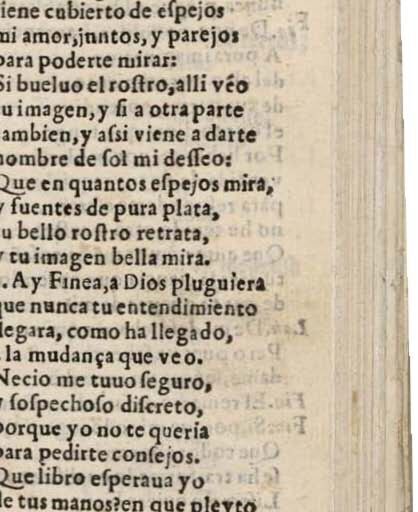 iene cubierto de eſpejos
mi amor,jnntos, y parejos
para poderte mirar:
Si bueluo el roſtro,alli véo
tu imagen, y ſi a otra parte
tambien,y aſsi viene a darte
nombre de ſol mi deſſeo:
Que en quantos eſpejos mira,
y fuentes de pura plata,
tu bello roſtro retrata,
y tu imagen bella mira.
. Ay Finea,a Dios pluguiera
que nunca tu entendimiento
llegara, como ha llegado,
la mudança que veo.
Necio me tuuo ſeguro,
y ſoſpechoſo diſcreto,
porque yo no te queria
para pedirte conſejos.
Que libro eſperaua yo
de tus manos?en que pleyto